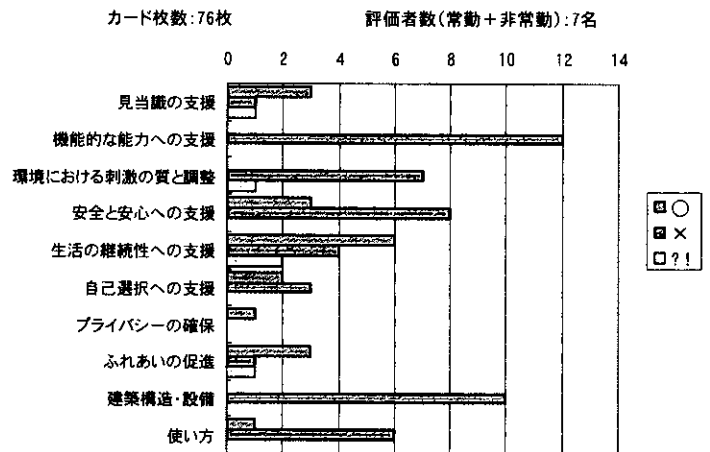 カード枚数:76枚 評価者数(常勤+非常勤):7名
0 2 4 6 8 10 12 14
見当識の支援
機能的な能力への支援
環境における刺激の質と調整
安全と安心への支援
生活の継続性への支援
自己選択への支援
プライバシーの確保
ふれあいの促進
建築構造・設備
使い方
○
×
?!